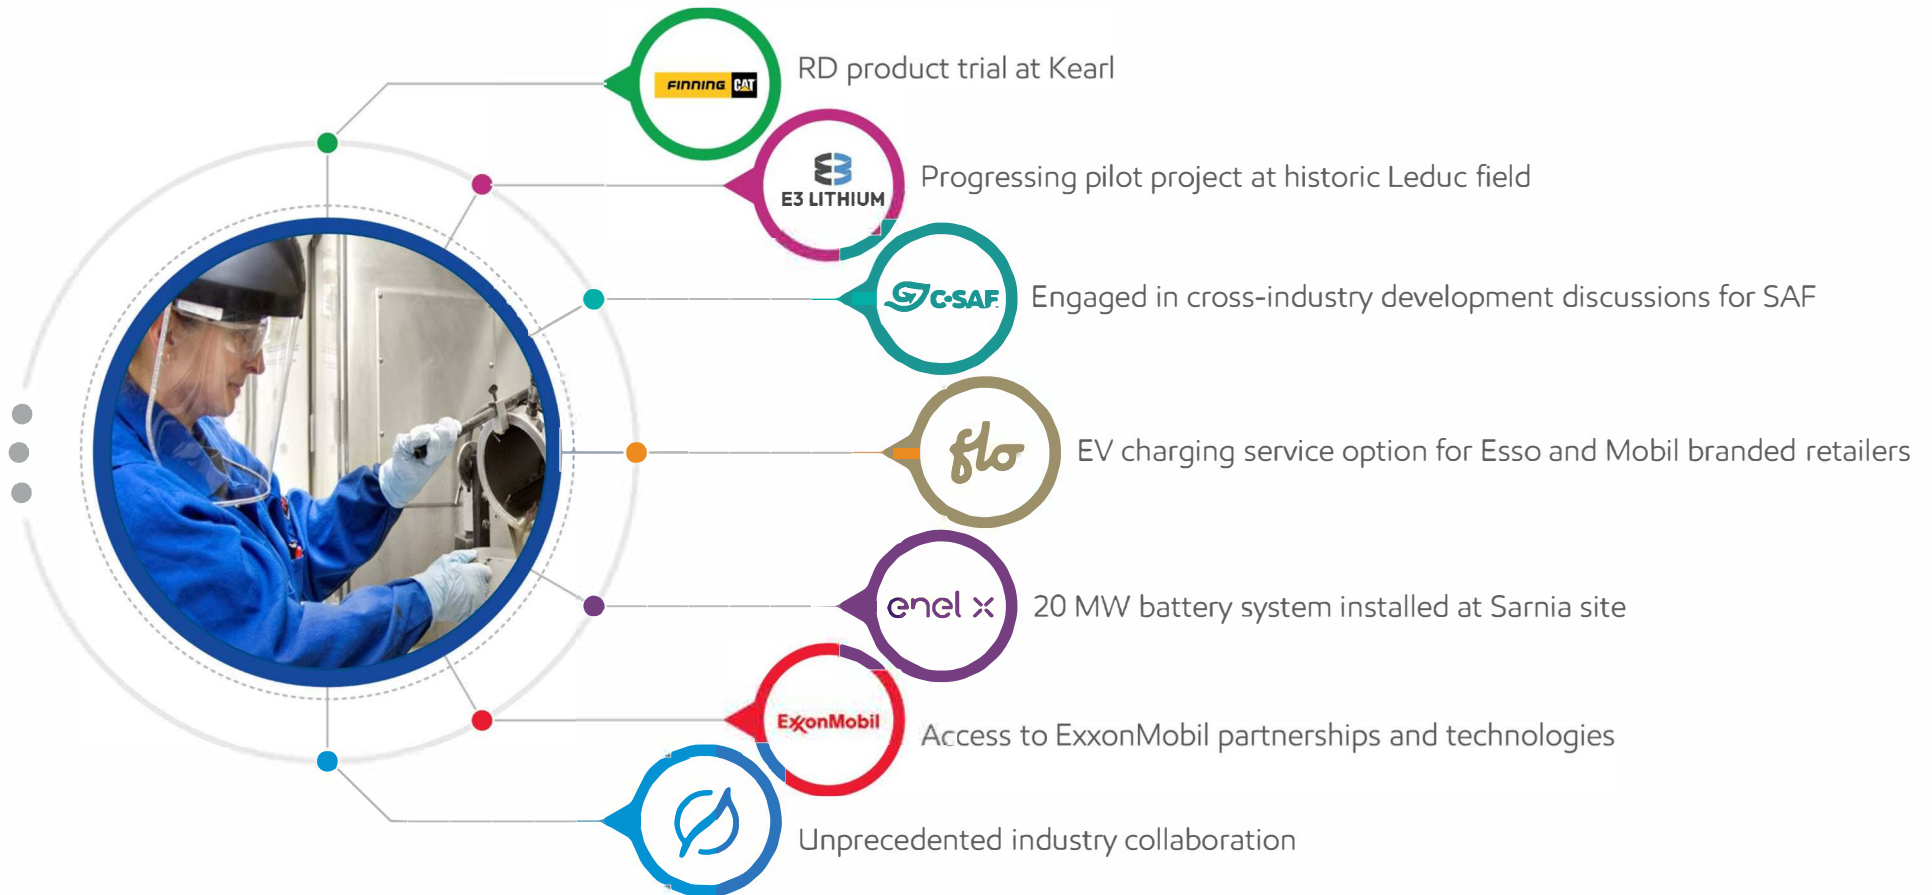 FINNING CAT
RD product trial at Kearl
E3 LITHIUM
Progressing pilot project at historic Leduc field
C·SAF
Engaged in cross-industry development discussions for SAF
flo
EV charging service option for Esso and Mobil branded retailers
enel x
20 MW battery system installed at Sarnia site
ExxonMobil
Access to ExxonMobil partnerships and technologies
Unprecedented industry collaboration